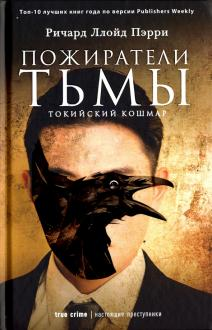 Топ-10 лучших книг года по версии Publishers Weekly
Ричард Ллойд Пэрри
ПОЖИРАТЕЛИ
ТЬМЫ
ТОКИЙСКИЙ КОШМАР
true crime | настоящие преступники